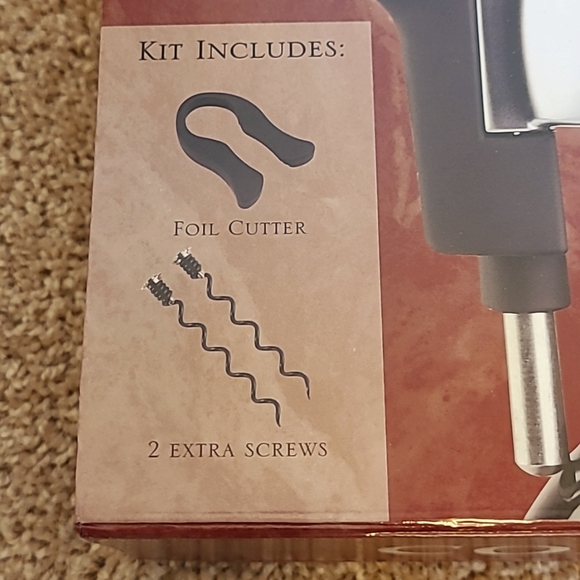 KIT INCLUDES:
FOIL CUTTER
2 EXTRA SCREWS